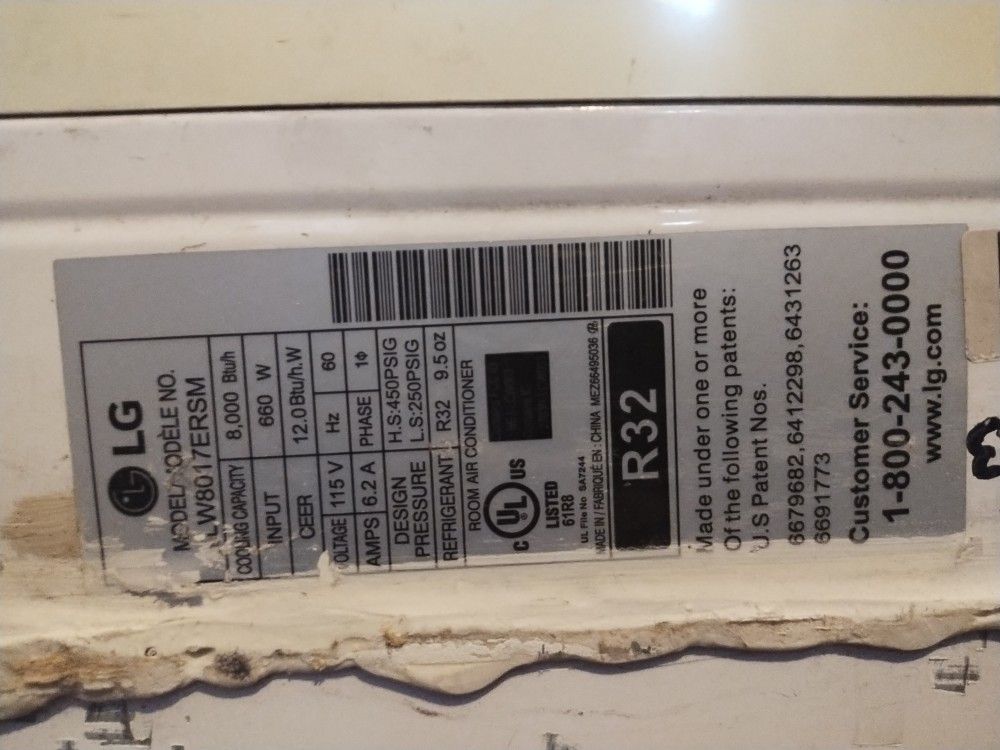 LG
MODEL/MODÈLE NO.
LW8017ERSM
COOLING CAPACITY 8,000 Btu/h
INPUT 660 W
CEER 12.0Btu/h.W
VOLTAGE 115 V Hz 60
AMPS 6.2 A PHASE 1Φ
DESIGN PRESSURE H.S:450PSIG
L.S:250PSIG
REFRIGERANT R32 9.5 oz
ROOM AIR CONDITIONER
C UL US
LISTED
61R8
UL File No SA7244
MADE IN / FABRIQUÉ EN : CHINA MEZ66495036
R32
Made under one or more
Of the following patents:
U.S Patent Nos.
6679682,6412298,6431263
6691773
Customer Service:
1-800-243-0000
www.lg.com